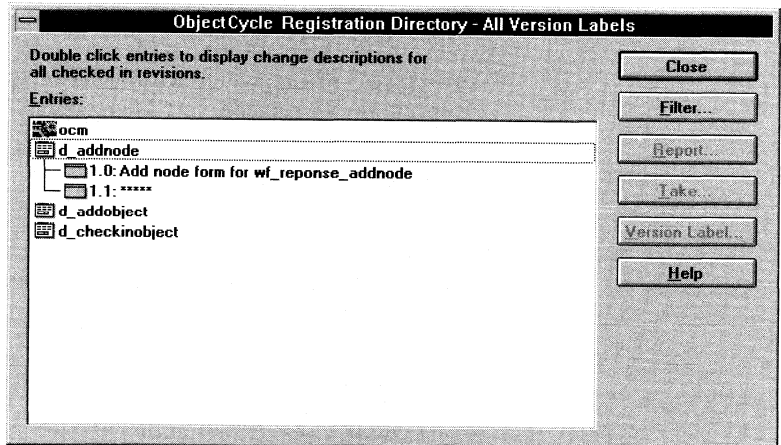 ObjectCycle Registration Directory - All Version Labels
Double click entries to display change descriptions for
all checked in revisions.
Entries:
ocm
d_addnode
1.0: Add node form for wf_reponse_addnode
1.1: *****
d_addobject
d_checkinobject
Close
Filter...
Report...
Take...
Version Label...
Help